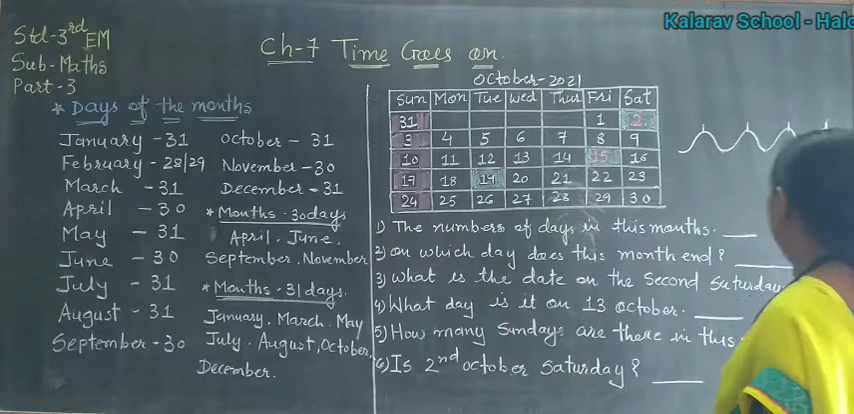 Kalarav School - Halo
Std-3rd EM
Sub-Maths
Part-3
Ch-7 Time Goes on.
* Days of the months
January - 31
February - 28/29
March - 31
April - 30
May - 31
June - 30
July - 31
August - 31
September - 30
October - 31
November - 30
December - 31
* Months - 30 days
April, June,
September, November
* Months - 31 days.
January, March. May
July. August, October,
December.
October-2021
Sun Mon Tue Wed Thur Fri Sat
31 1 2
3 4 5 6 7 8 9
10 11 12 13 14 15 16
17 18 19 20 21 22 23
24 25 26 27 28 29 30
1) The numbers of days in this months. ___
2) on which day does this month end? ___
3) what is the date on the Second Saturday
4) What day is it on 13 october. ___
5) How many Sundays are there in this
6) Is 2nd october Saturday? ___